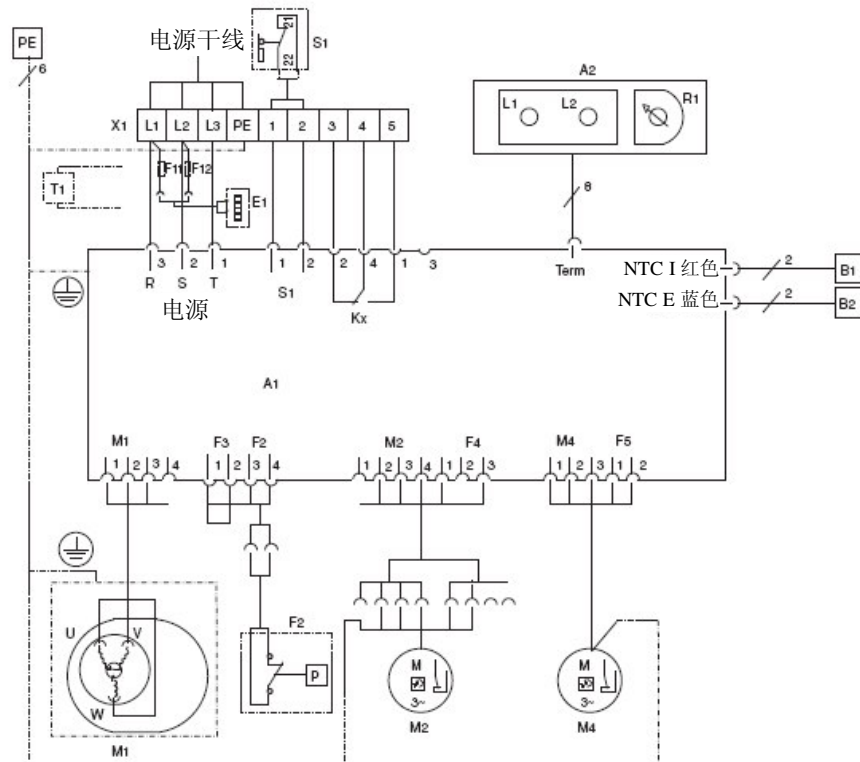 PE
6
电源干线
21
22
S1
A2
L1 L2 R1
X1 L1 L2 L3 PE 1 2 3 4 5
F11 F12
T1
E1
8
3 2 1 1 2 2 4 1 3
R S T
S1
电源
Kx
Term
NTC I 红色 2 B1
NTC E 蓝色 2 B2
A1
M1 F3 F2 M2 F4 M4 F5
1 2 3 4 1 2 3 4 1 2 3 4 1 2 3 1 2 3 1 2
U V
W
M1
F2
P
M
3~
M2
M
3~
M4